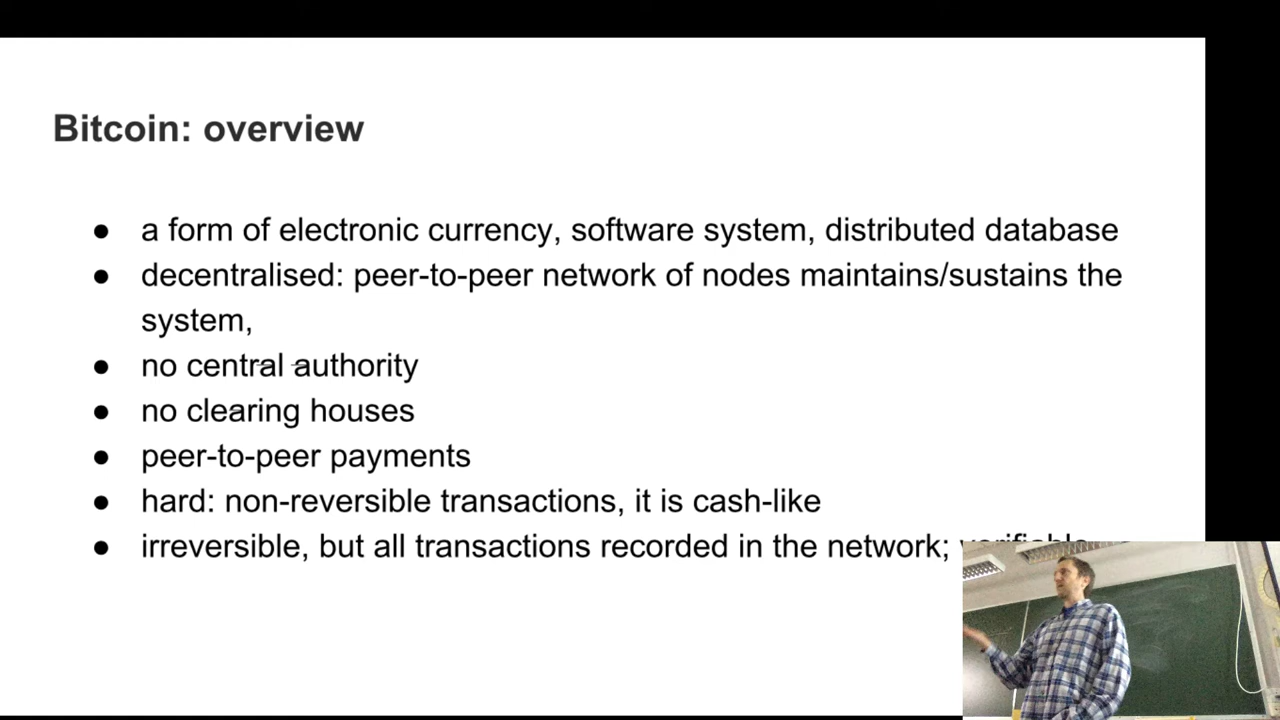 Bitcoin: overview
● a form of electronic currency, software system, distributed database
● decentralised: peer-to-peer network of nodes maintains/sustains the
system,
● no central authority
● no clearing houses
● peer-to-peer payments
● hard: non-reversible transactions, it is cash-like
● irreversible, but all transactions recorded in the network; verifiable